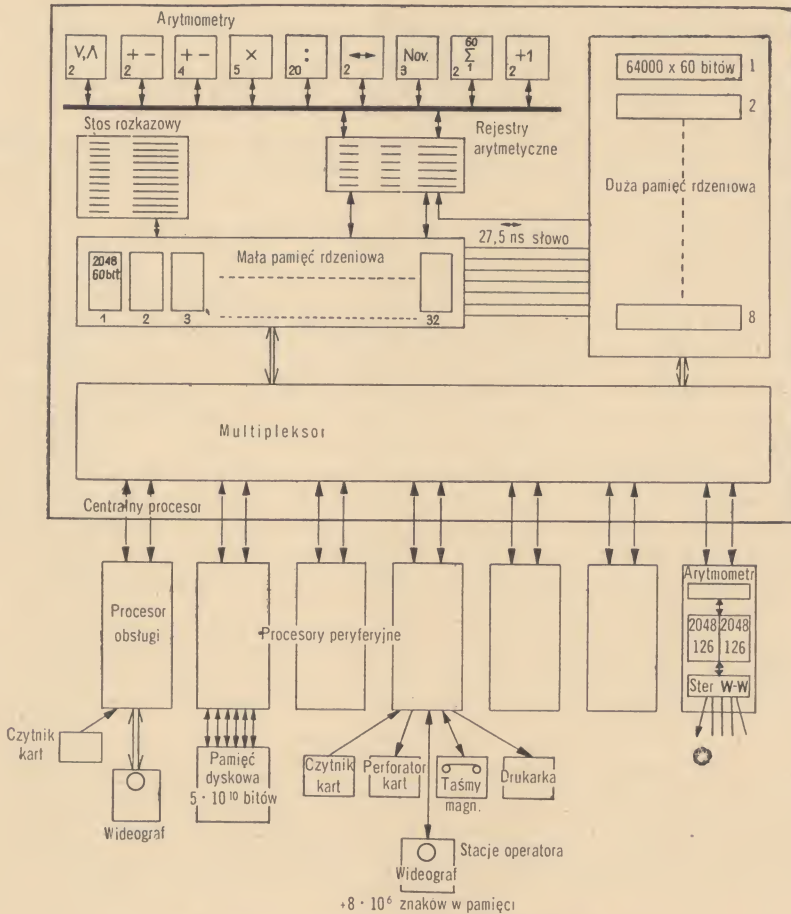 Arytmometry
V,Λ + − + − × : ↔ Nov. 60 Σ 1 +1
2 2 4 5 20 2 3 2 2
64000 x 60 bitów 1
2
Duża pamięć rdzeniowa
8
Stos rozkazowy
Rejestry
arytmetyczne
27,5 ns słowo
Mała pamięć rdzeniowa
2048
60bit
1 2 3 32
Multipleksor
Centralny procesor
Procesor
obsługi
Procesory peryferyjne
Arytmometr
2048 2048
126 126
Ster W-W
Czytnik
kart
Wideograf
Pamięć
dyskowa
5 · 10¹⁰ bitów
Czytnik
kart
Perforator
kart
Taśmy
magn.
Drukarka
Stacje operatora
Wideograf
+8 · 10⁶ znaków w pamięci